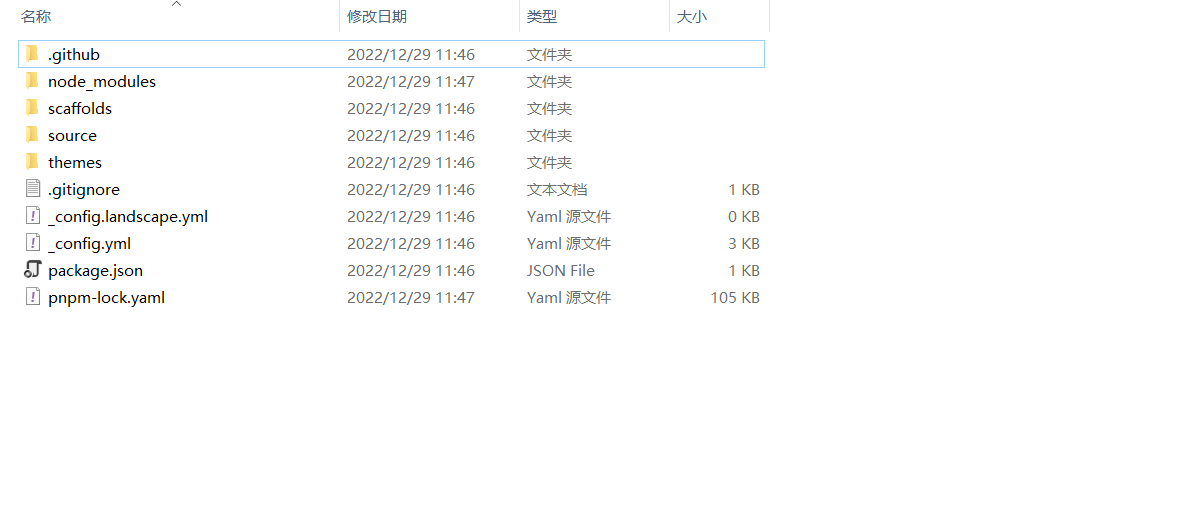 名称 修改日期 类型 大小
.github 2022/12/29 11:46 文件夹
node_modules 2022/12/29 11:47 文件夹
scaffolds 2022/12/29 11:46 文件夹
source 2022/12/29 11:46 文件夹
themes 2022/12/29 11:46 文件夹
.gitignore 2022/12/29 11:46 文本文档 1 KB
_config.landscape.yml 2022/12/29 11:46 Yaml 源文件 0 KB
_config.yml 2022/12/29 11:46 Yaml 源文件 3 KB
package.json 2022/12/29 11:46 JSON File 1 KB
pnpm-lock.yaml 2022/12/29 11:47 Yaml 源文件 105 KB